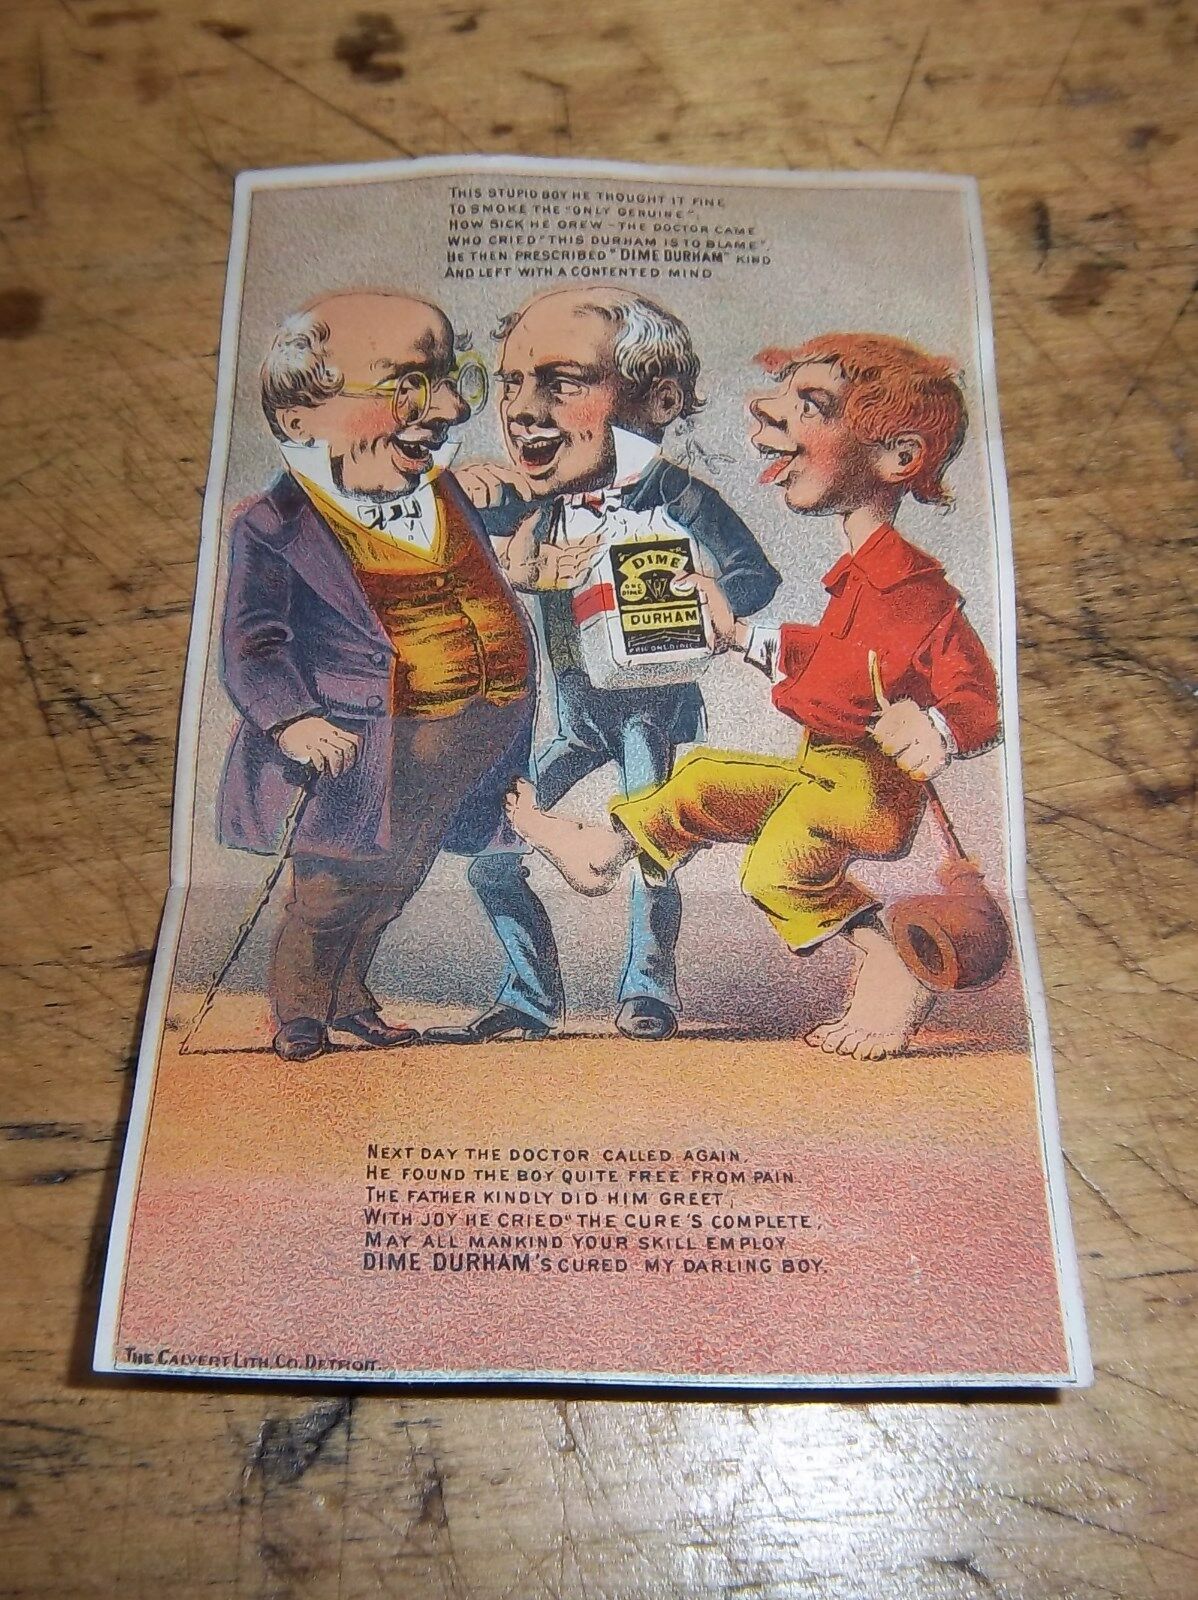 THIS STUPID BOY HE THOUGHT IT FINE
TO SMOKE THE "ONLY GENUINE",
HOW SICK HE GREW - THE DOCTOR CAME
WHO CRIED "THIS DURHAM IS TO BLAME",
HE THEN PRESCRIBED "DIME DURHAM" KIND
AND LEFT WITH A CONTENTED MIND
DIME
ONE
DIME
DURHAM
NEXT DAY THE DOCTOR CALLED AGAIN,
HE FOUND THE BOY QUITE FREE FROM PAIN
THE FATHER KINDLY DID HIM GREET,
WITH JOY HE CRIED "THE CURE'S COMPLETE,
MAY ALL MANKIND YOUR SKILL EMPLOY
DIME DURHAM'S CURED MY DARLING BOY.
THE CALVERT LITH. CO. DETROIT.